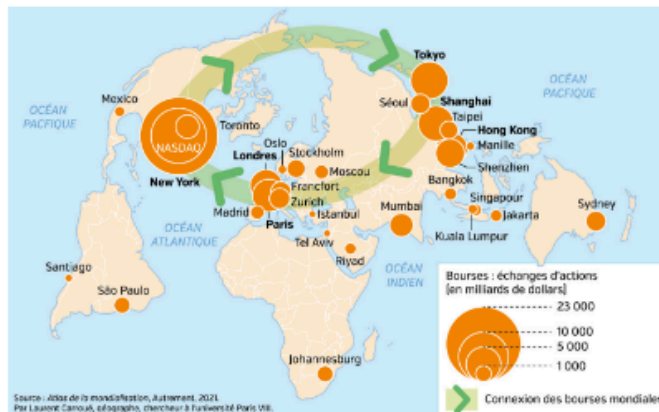 OCÉAN
PACIFIQUE
Mexico
Toronto
NASDAQ
New York
Oslo
Londres
Stockholm
Moscou
Francfort
Zurich
Madrid
Paris
Istanbul
Tel Aviv
Riyad
OCÉAN
ATLANTIQUE
Santiago
São Paulo
Johannesburg
OCÉAN
INDIEN
Tokyo
Séoul
Shanghai
Taipei
Hong Kong
Manille
Shenzhen
Bangkok
Mumbai
Singapour
Jakarta
Kuala Lumpur
Sydney
OCÉAN
PACIFIQUE
Bourses : échanges d'actions
(en milliards de dollars)
23 000
10 000
5 000
1 000
Connexion des bourses mondiales
Source : Atlas de la mondialisation, Autrement, 2021.
Par Laurent Carroué, géographe, chercheur à l'université Paris VIII.